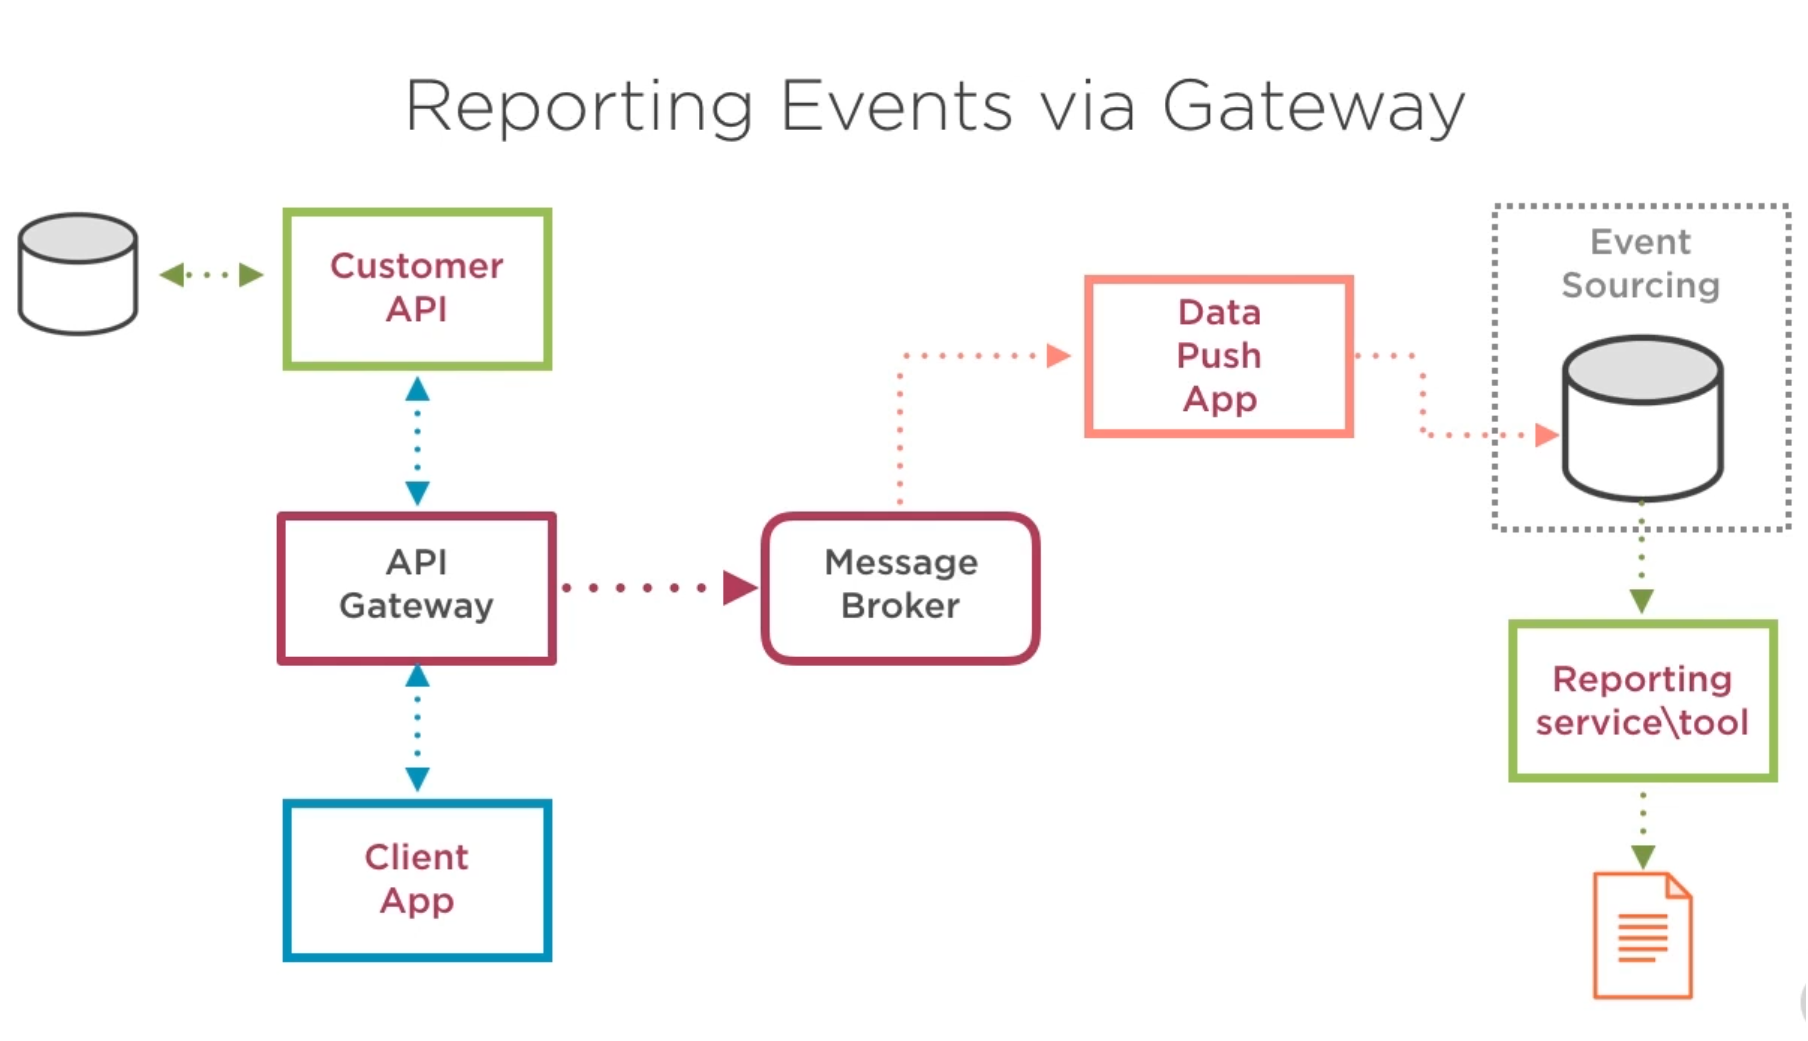 Reporting Events via Gateway
Customer
API
API
Gateway
Client
App
Message
Broker
Data
Push
App
Event
Sourcing
Reporting
service\tool